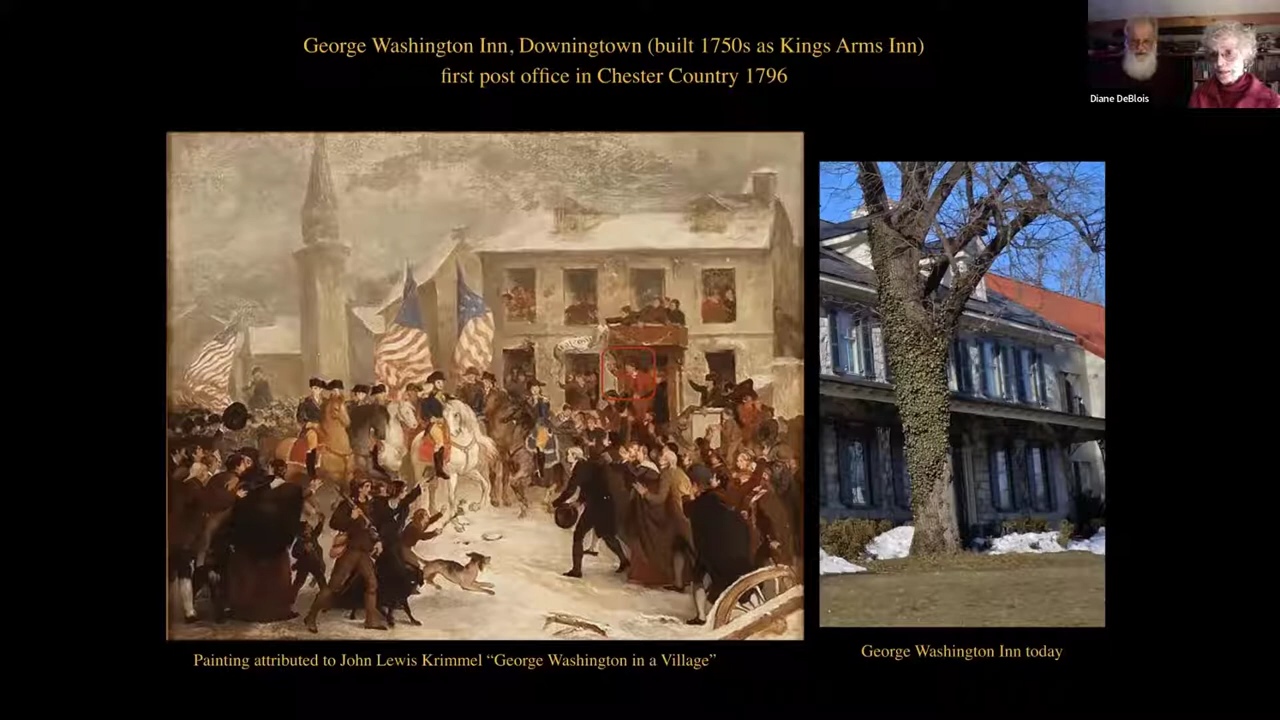 George Washington Inn, Downingtown (built 1750s as Kings Arms Inn)
first post office in Chester Country 1796
Diane DeBlois
Painting attributed to John Lewis Krimmel “George Washington in a Village”
George Washington Inn today